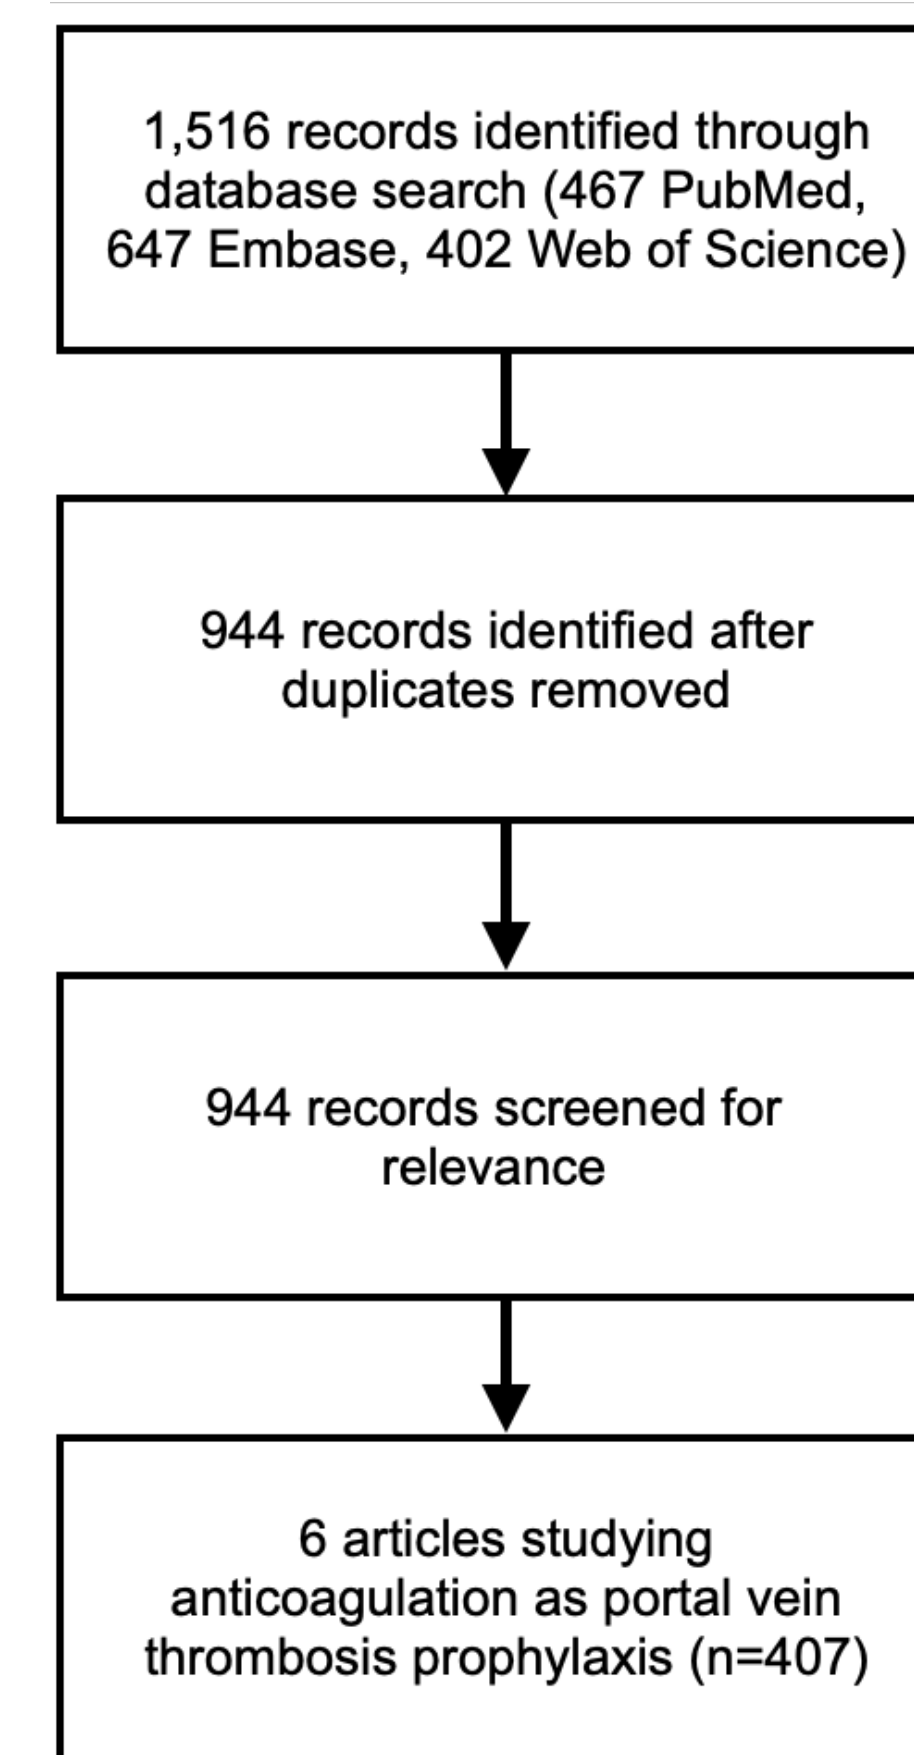 1,516 records identified through
database search (467 PubMed,
647 Embase, 402 Web of Science)
944 records identified after
duplicates removed
944 records screened for
relevance
6 articles studying
anticoagulation as portal vein
thrombosis prophylaxis (n=407)